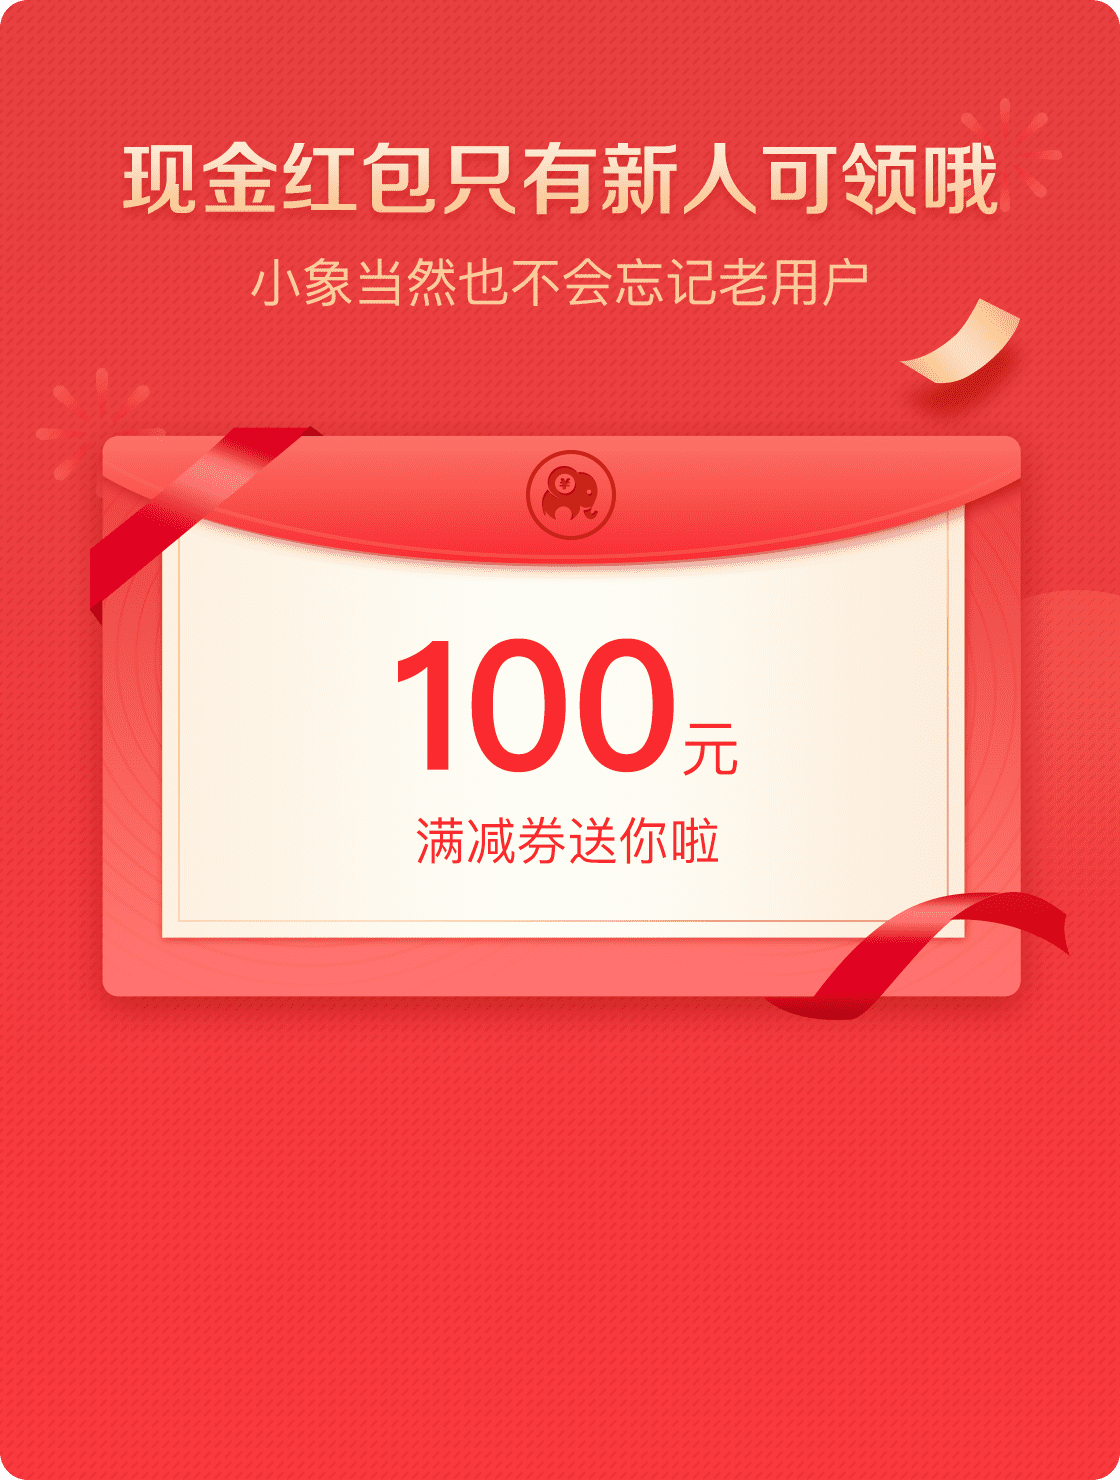 现金红包只有新人可领哦
小象当然也不会忘记老用户
100元
满减券送你啦